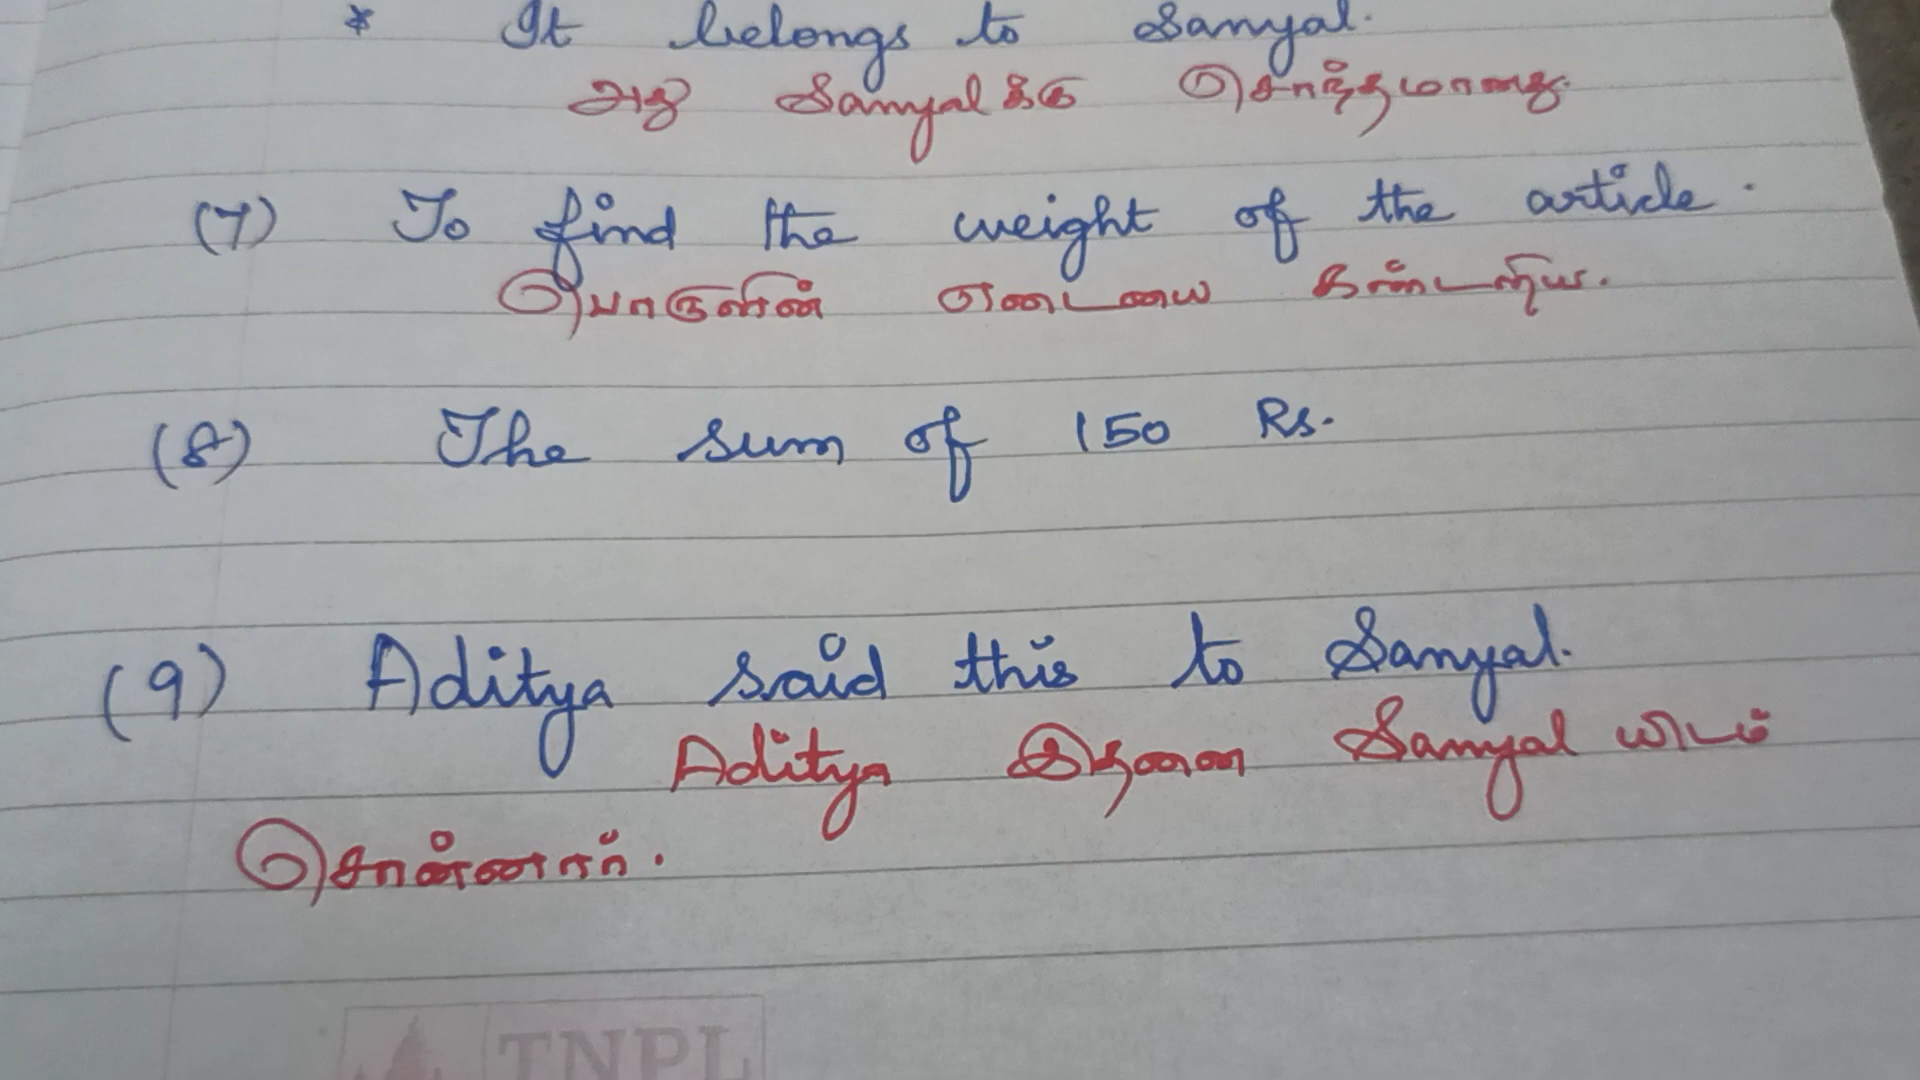 * It belongs to Sanyal.
அது Sanyal க்கு சொந்தமானது.
(7) To find the weight of the article.
பொருளின் எடையை கண்டறிய.
(8) The sum of 150 Rs.
(9) Aditya said this to Sanyal.
Aditya இதனை Sanyal யிடம்
சொன்னார்.
TNPL